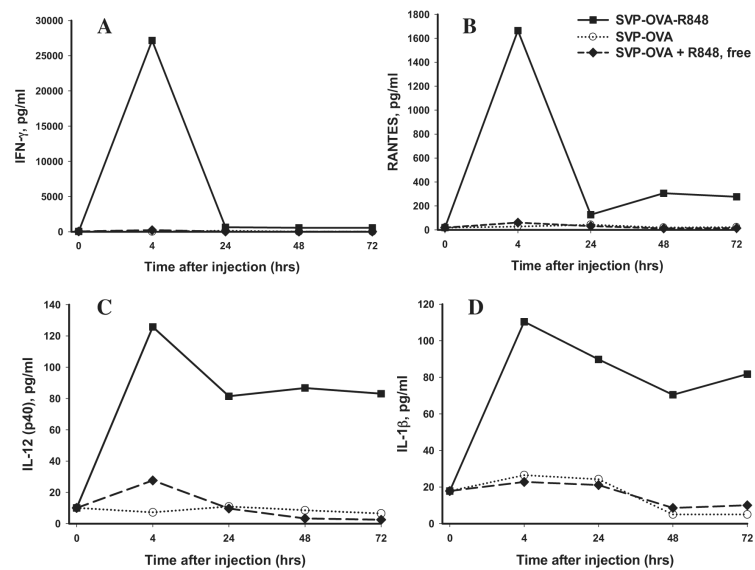 A
IFN-γ, pg/ml
30000
25000
20000
15000
10000
5000
0
0 4 24 48 72
Time after injection (hrs)
B
RANTES, pg/ml
1800
1600
1400
1200
1000
800
600
400
200
0
0 4 24 48 72
Time after injection (hrs)
SVP-OVA-R848
SVP-OVA
SVP-OVA + R848, free
C
IL-12 (p40), pg/ml
140
120
100
80
60
40
20
0
0 4 24 48 72
Time after injection (hrs)
D
IL-1β, pg/ml
120
100
80
60
40
20
0
0 4 24 48 72
Time after injection (hrs)